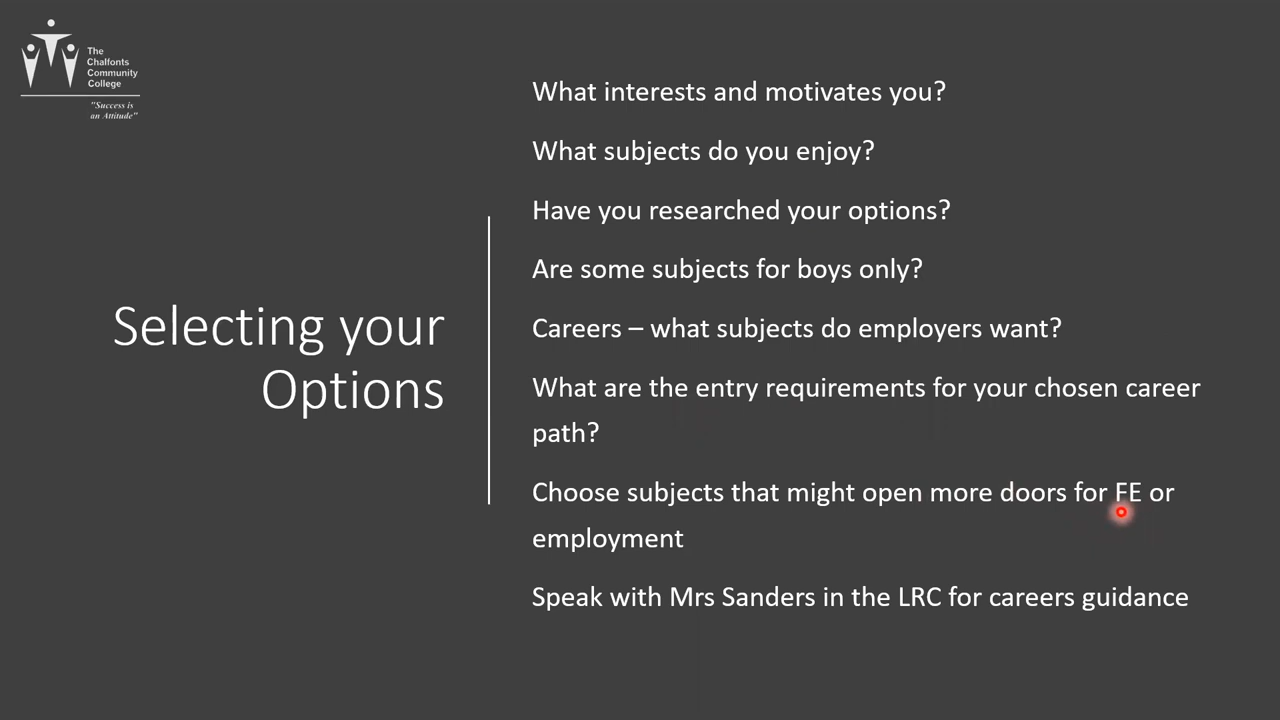 The
Chalfonts
Community
College
"Success is
an Attitude"
Selecting your
Options
What interests and motivates you?
What subjects do you enjoy?
Have you researched your options?
Are some subjects for boys only?
Careers – what subjects do employers want?
What are the entry requirements for your chosen career
path?
Choose subjects that might open more doors for FE or
employment
Speak with Mrs Sanders in the LRC for careers guidance